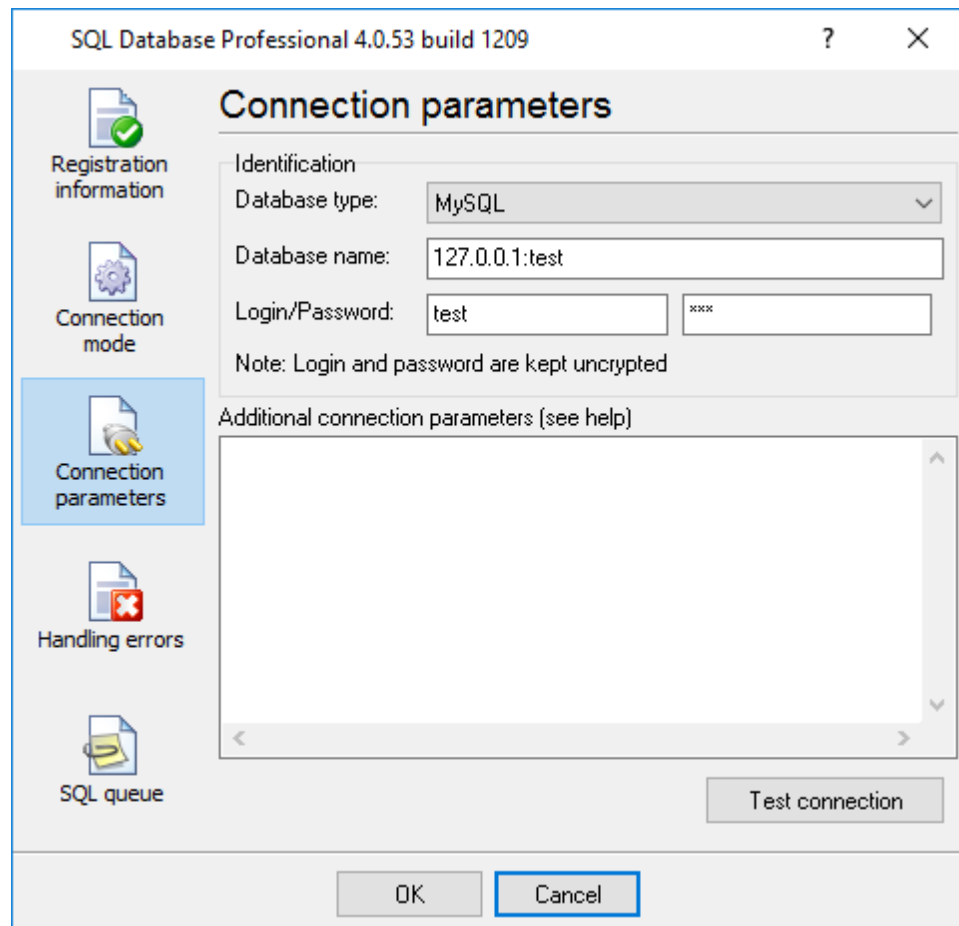 SQL Database Professional 4.0.53 build 1209
?
Registration
information
Connection
mode
Connection
parameters
Handling errors
SQL queue
Connection parameters
Identification
Database type:
MySQL
Database name:
127.0.0.1:test
Login/Password:
test
***
Note: Login and password are kept uncrypted
Additional connection parameters (see help)
Test connection
OK
Cancel